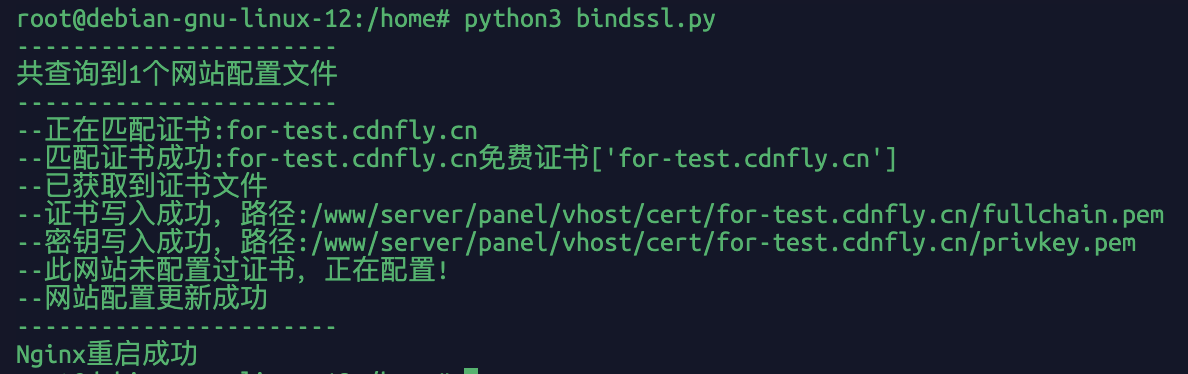 root@debian-gnu-linux-12:/home# python3 bindssl.py
-----------------------
共查询到1个网站配置文件
-----------------------
--正在匹配证书:for-test.cdnfly.cn
--匹配证书成功:for-test.cdnfly.cn免费证书['for-test.cdnfly.cn']
--已获取到证书文件
--证书写入成功, 路径:/www/server/panel/vhost/cert/for-test.cdnfly.cn/fullchain.pem
--密钥写入成功, 路径:/www/server/panel/vhost/cert/for-test.cdnfly.cn/privkey.pem
--此网站未配置过证书, 正在配置!
--网站配置更新成功
-----------------------
Nginx重启成功